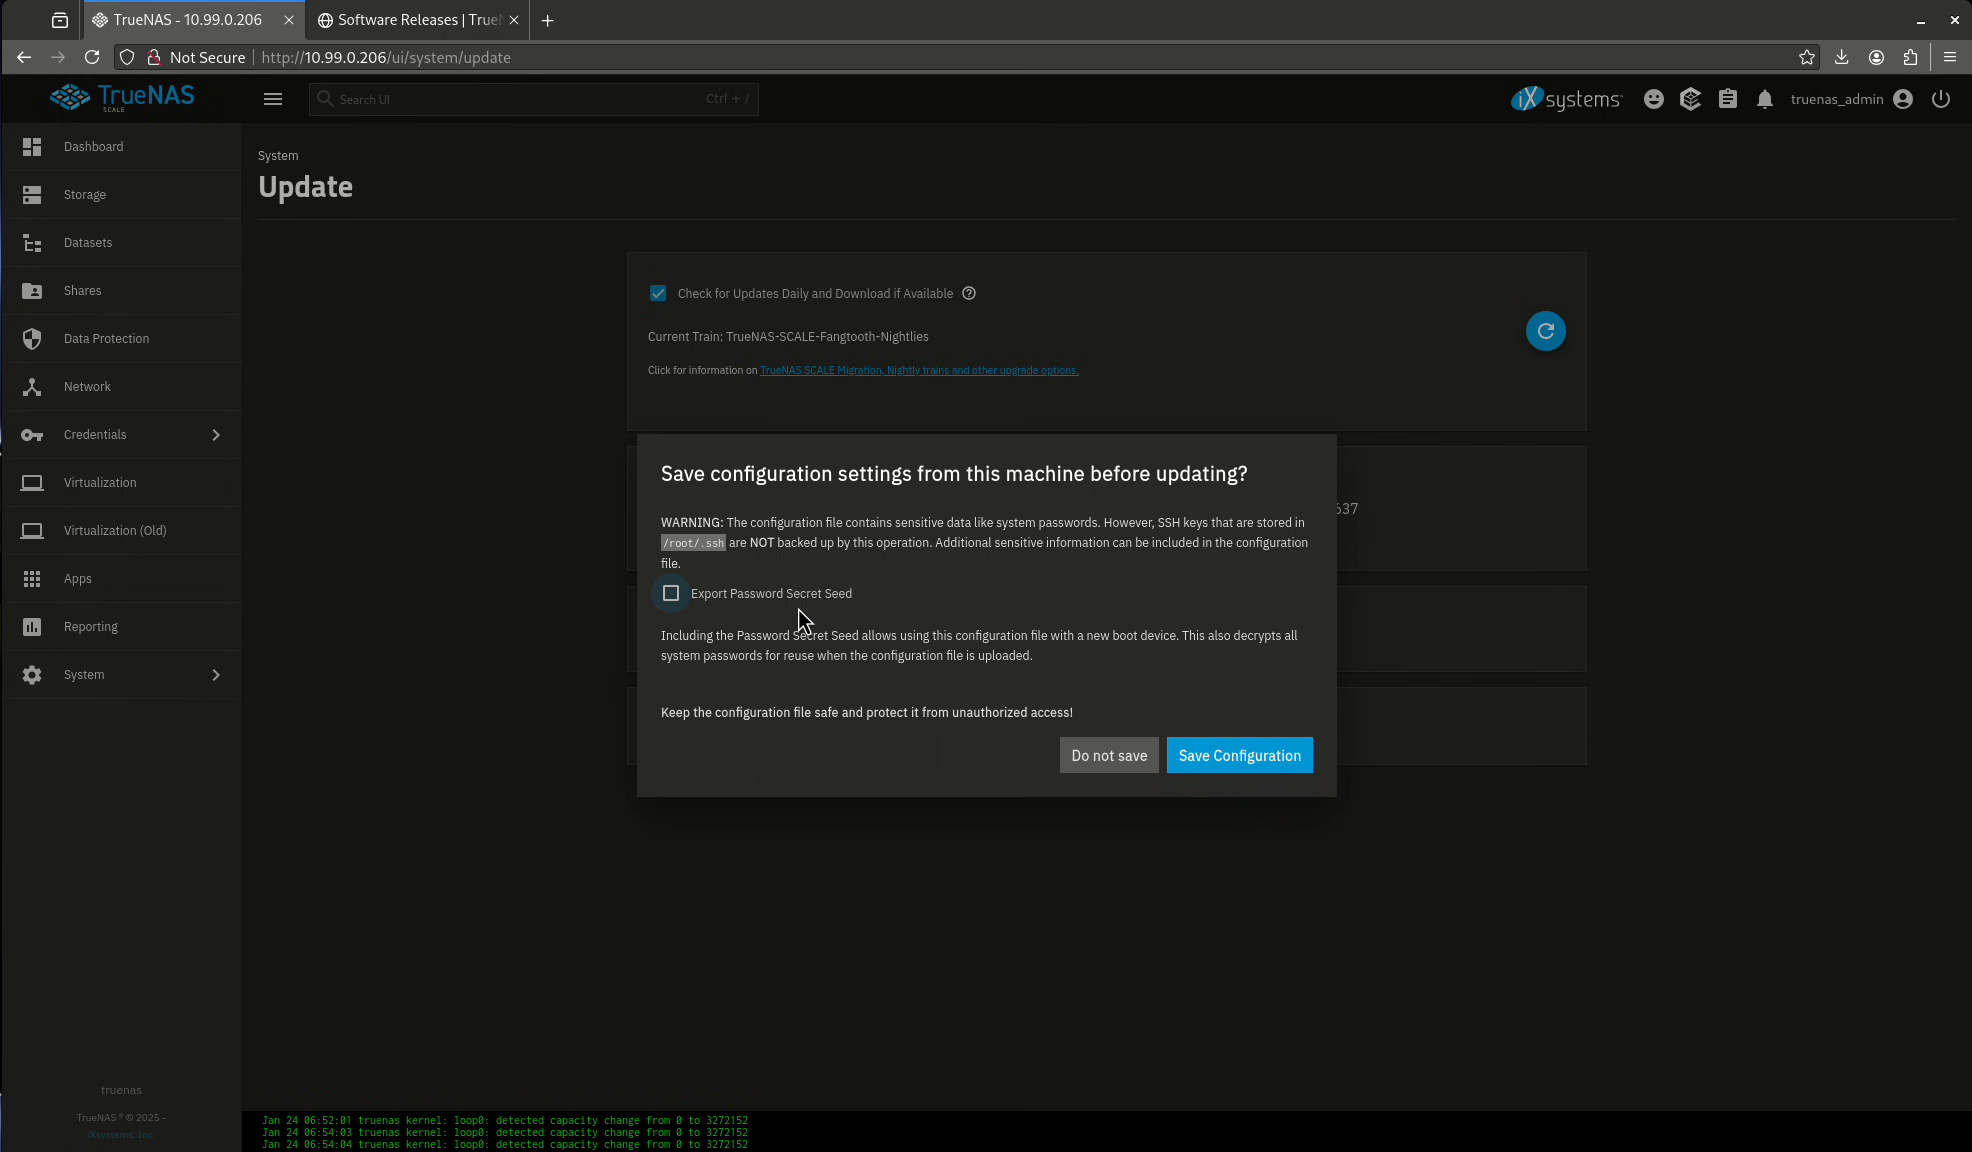 TrueNAS - 10.99.0.206
Software Releases | TrueN
Not Secure
http://10.99.0.206/ui/system/update
TrueNAS
SCALE
Search UI
Ctrl + /
iXsystems
truenas_admin
Dashboard
Storage
Datasets
Shares
Data Protection
Network
Credentials
Virtualization
Virtualization (Old)
Apps
Reporting
System
truenas
TrueNAS ® © 2025 -
iXsystems, Inc.
System
Update
Check for Updates Daily and Download if Available
Current Train: TrueNAS-SCALE-Fangtooth-Nightlies
Click for information on TrueNAS SCALE Migration, Nightly trains and other upgrade options.
637
Save configuration settings from this machine before updating?
WARNING: The configuration file contains sensitive data like system passwords. However, SSH keys that are stored in
/root/.ssh are NOT backed up by this operation. Additional sensitive information can be included in the configuration
file.
Export Password Secret Seed
Including the Password Secret Seed allows using this configuration file with a new boot device. This also decrypts all
system passwords for reuse when the configuration file is uploaded.
Keep the configuration file safe and protect it from unauthorized access!
Do not save
Save Configuration
Jan 24 06:52:01 truenas kernel: loop0: detected capacity change from 0 to 3272152
Jan 24 06:54:03 truenas kernel: loop0: detected capacity change from 0 to 3272152
Jan 24 06:54:04 truenas kernel: loop0: detected capacity change from 0 to 3272152